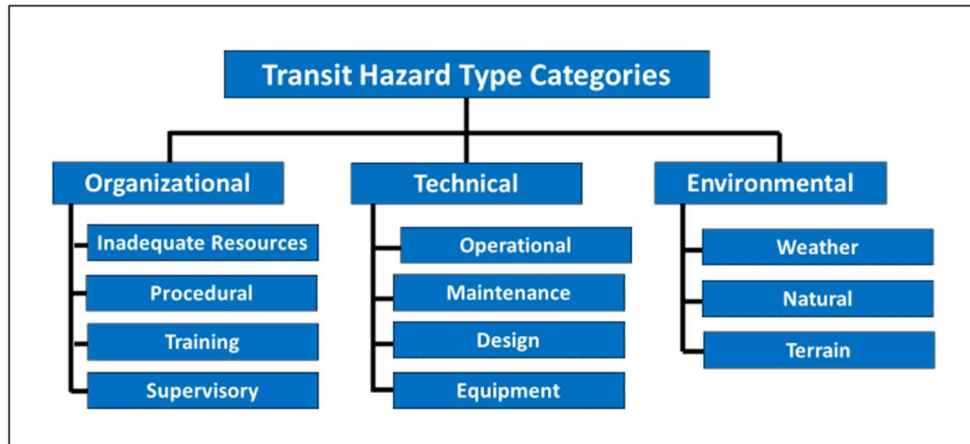 Transit Hazard Type Categories
Organizational
Inadequate Resources
Procedural
Training
Supervisory
Technical
Operational
Maintenance
Design
Equipment
Environmental
Weather
Natural
Terrain